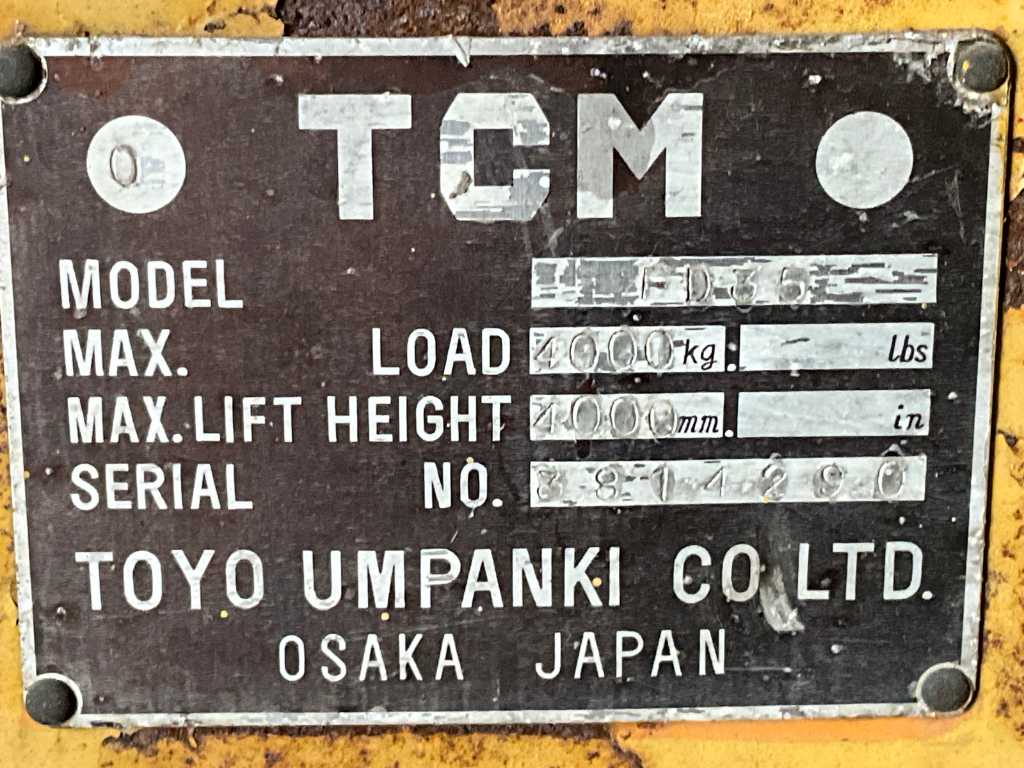 0 TCM
MODEL FD35
MAX. LOAD 4000 kg. lbs
MAX. LIFT HEIGHT 4000 mm. in
SERIAL NO. 3814290
TOYO UMPANKI CO LTD.
OSAKA JAPAN